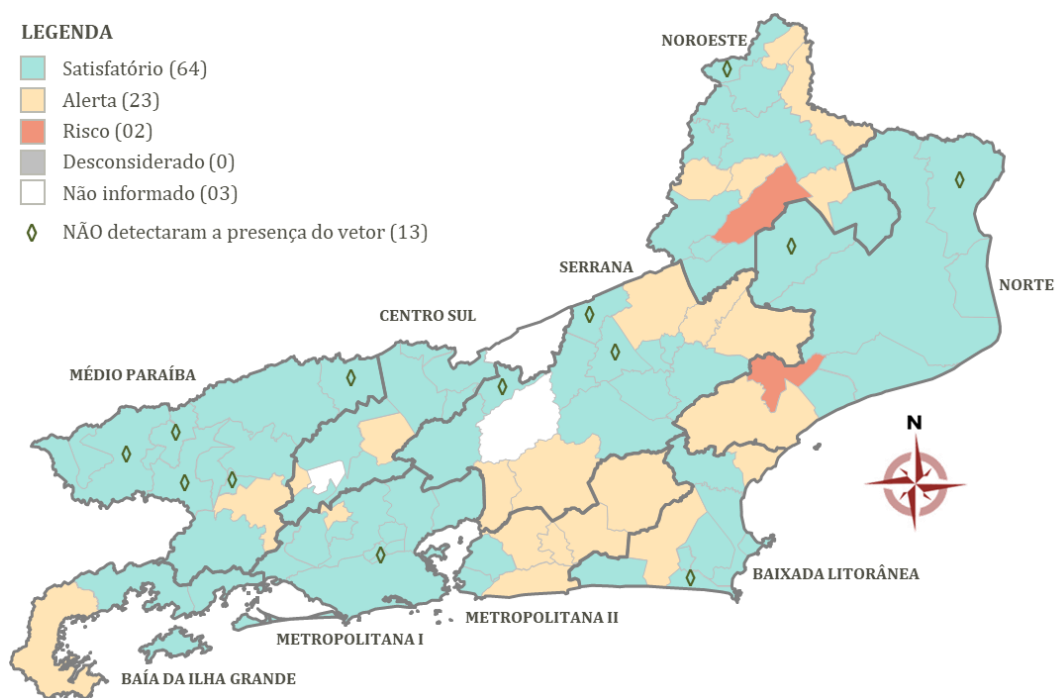 LEGENDA
Satisfatório (64)
Alerta (23)
Risco (02)
Desconsiderado (0)
Não informado (03)
NÃO detectaram a presença do vetor (13)
NOROESTE
NORTE
SERRANA
CENTRO SUL
MÉDIO PARAÍBA
N
BAIXADA LITORÂNEA
METROPOLITANA II
METROPOLITANA I
BAÍA DA ILHA GRANDE